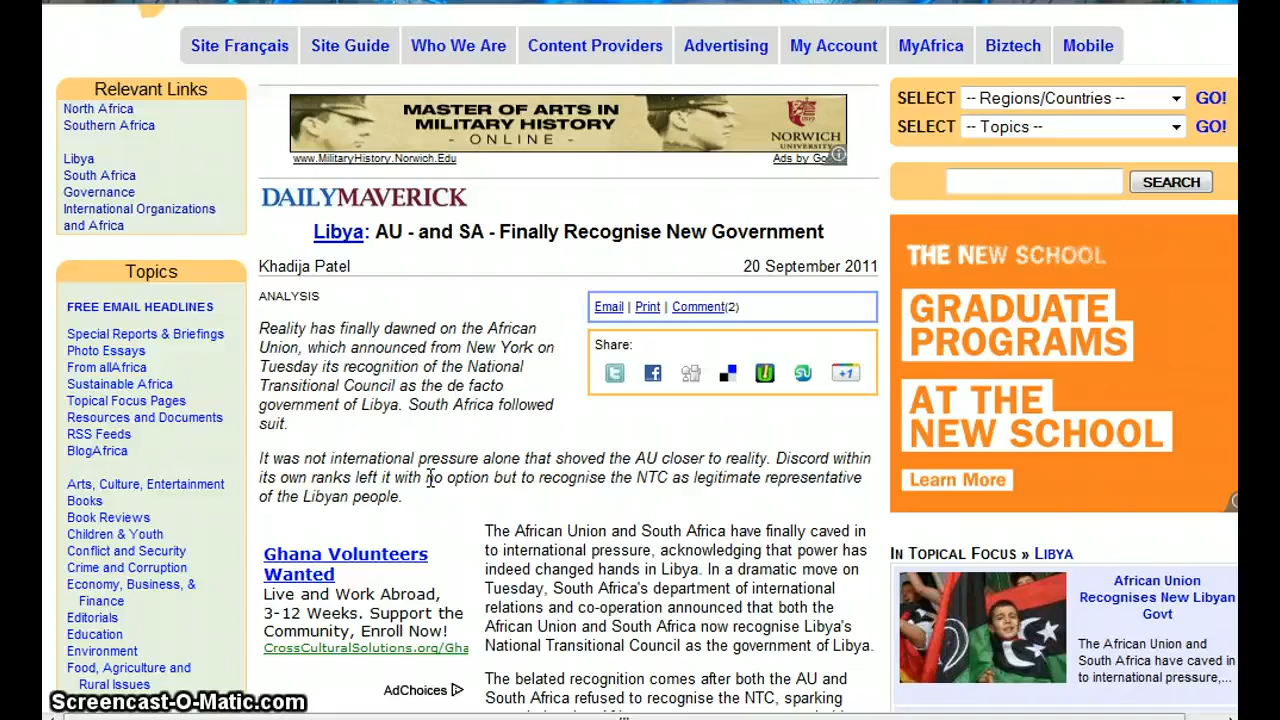 Site Français
Site Guide
Who We Are
Content Providers
Advertising
My Account
MyAfrica
Biztech
Mobile
Relevant Links
North Africa
Southern Africa
Libya
South Africa
Governance
International Organizations
and Africa
Topics
FREE EMAIL HEADLINES
Special Reports & Briefings
Photo Essays
From allAfrica
Sustainable Africa
Topical Focus Pages
Resources and Documents
RSS Feeds
BlogAfrica
Arts, Culture, Entertainment
Books
Book Reviews
Children & Youth
Conflict and Security
Crime and Corruption
Economy, Business, &
Finance
Editorials
Education
Environment
Food, Agriculture and
Rural Issues
MASTER OF ARTS IN
MILITARY HISTORY
- ONLINE -
NORWICH
UNIVERSITY
www.MilitaryHistory.Norwich.Edu
Ads by Go
DAILYMAVERICK
Libya: AU - and SA - Finally Recognise New Government
Khadija Patel
20 September 2011
ANALYSIS
Email | Print | Comment(2)
Share:
+1
Reality has finally dawned on the African
Union, which announced from New York on
Tuesday its recognition of the National
Transitional Council as the de facto
government of Libya. South Africa followed
suit.
It was not international pressure alone that shoved the AU closer to reality. Discord within
its own ranks left it with no option but to recognise the NTC as legitimate representative
of the Libyan people.
Ghana Volunteers
Wanted
Live and Work Abroad,
3-12 Weeks. Support the
Community, Enroll Now!
CrossCulturalSolutions.org/Gha
AdChoices
The African Union and South Africa have finally caved in
to international pressure, acknowledging that power has
indeed changed hands in Libya. In a dramatic move on
Tuesday, South Africa's department of international
relations and co-operation announced that both the
African Union and South Africa now recognise Libya's
National Transitional Council as the government of Libya.
The belated recognition comes after both the AU and
South Africa refused to recognise the NTC, sparking
SELECT -- Regions/Countries -- GO!
SELECT -- Topics -- GO!
SEARCH
THE NEW SCHOOL
GRADUATE
PROGRAMS
AT THE
NEW SCHOOL
Learn More
IN TOPICAL FOCUS » LIBYA
African Union
Recognises New Libyan
Govt
The African Union and
South Africa have caved in
to international pressure,...
Screencast-O-Matic.com